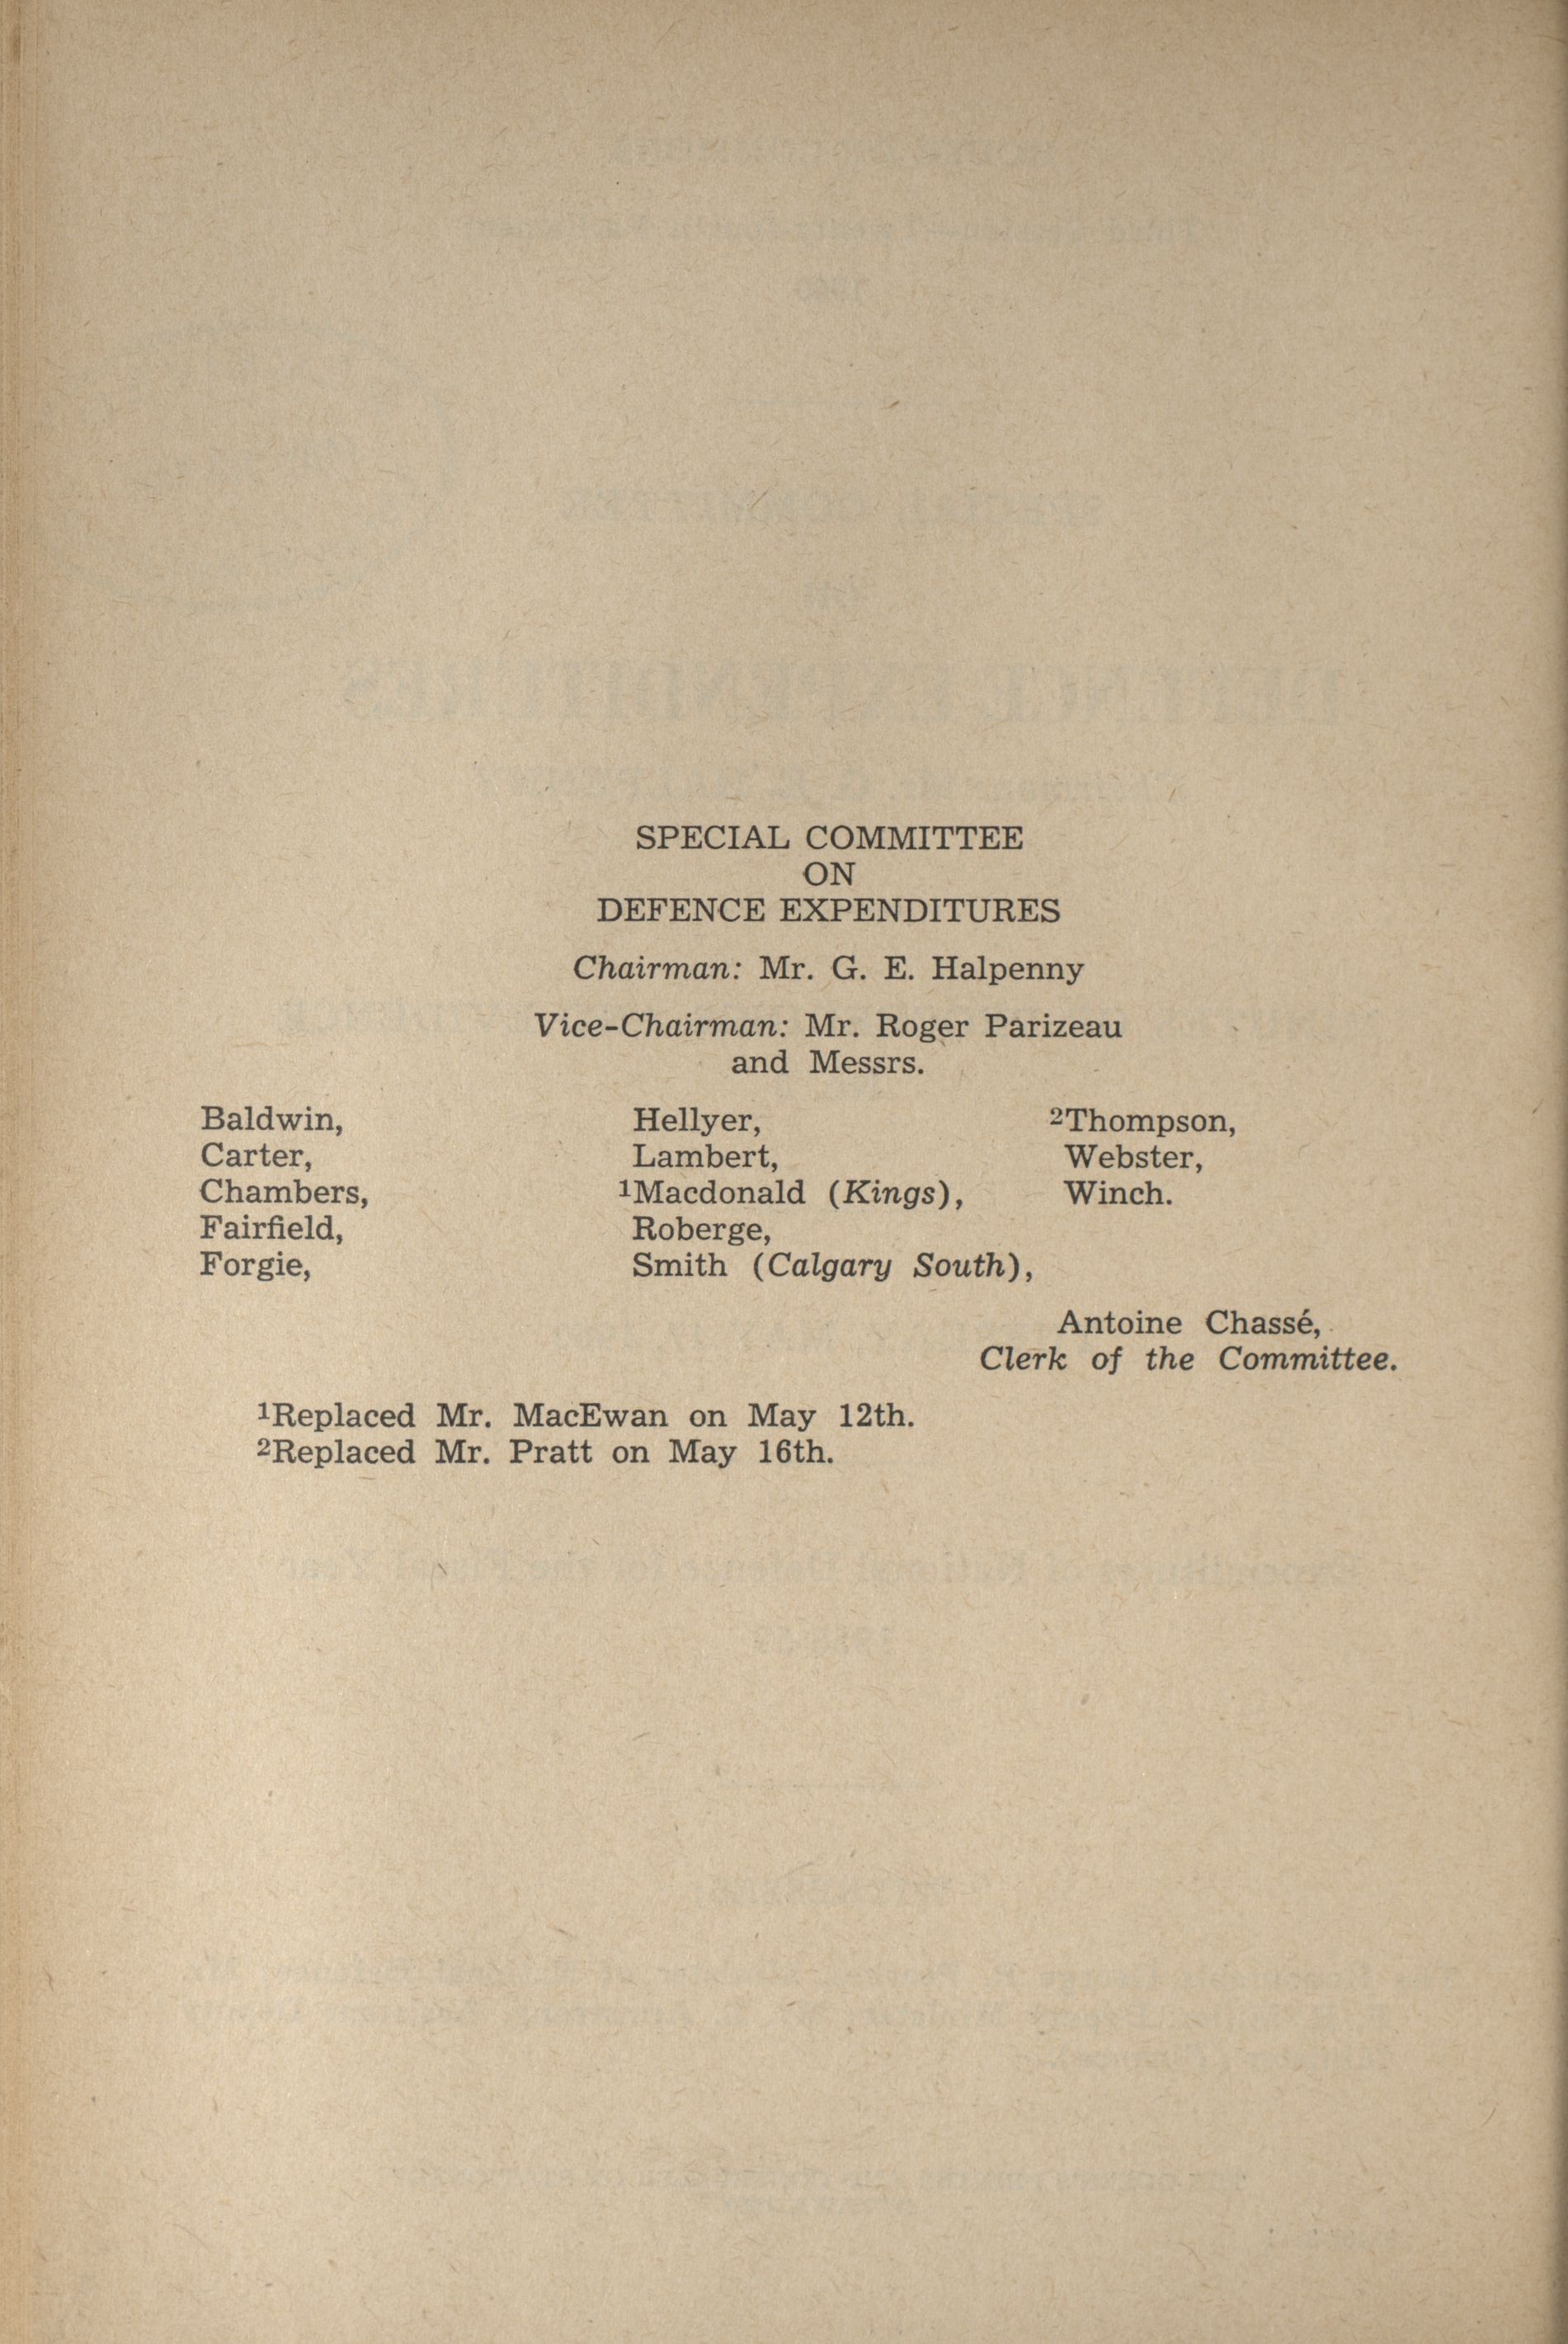 SPECIAL COMMITTEE
ON
DEFENCE EXPENDITURES
Chairman: Mr. G. E. Halpenny
Vice-Chairman: Mr. Roger Parizeau
and Messrs.
Baldwin,
Carter,
Chambers,
Fairfield,
Forgie,
Hellyer,
Lambert,
¹Macdonald (Kings),
Roberge,
Smith (Calgary South),
²Thompson,
Webster,
Winch.
Antoine Chassé,
Clerk of the Committee.
¹Replaced Mr. MacEwan on May 12th.
²Replaced Mr. Pratt on May 16th.